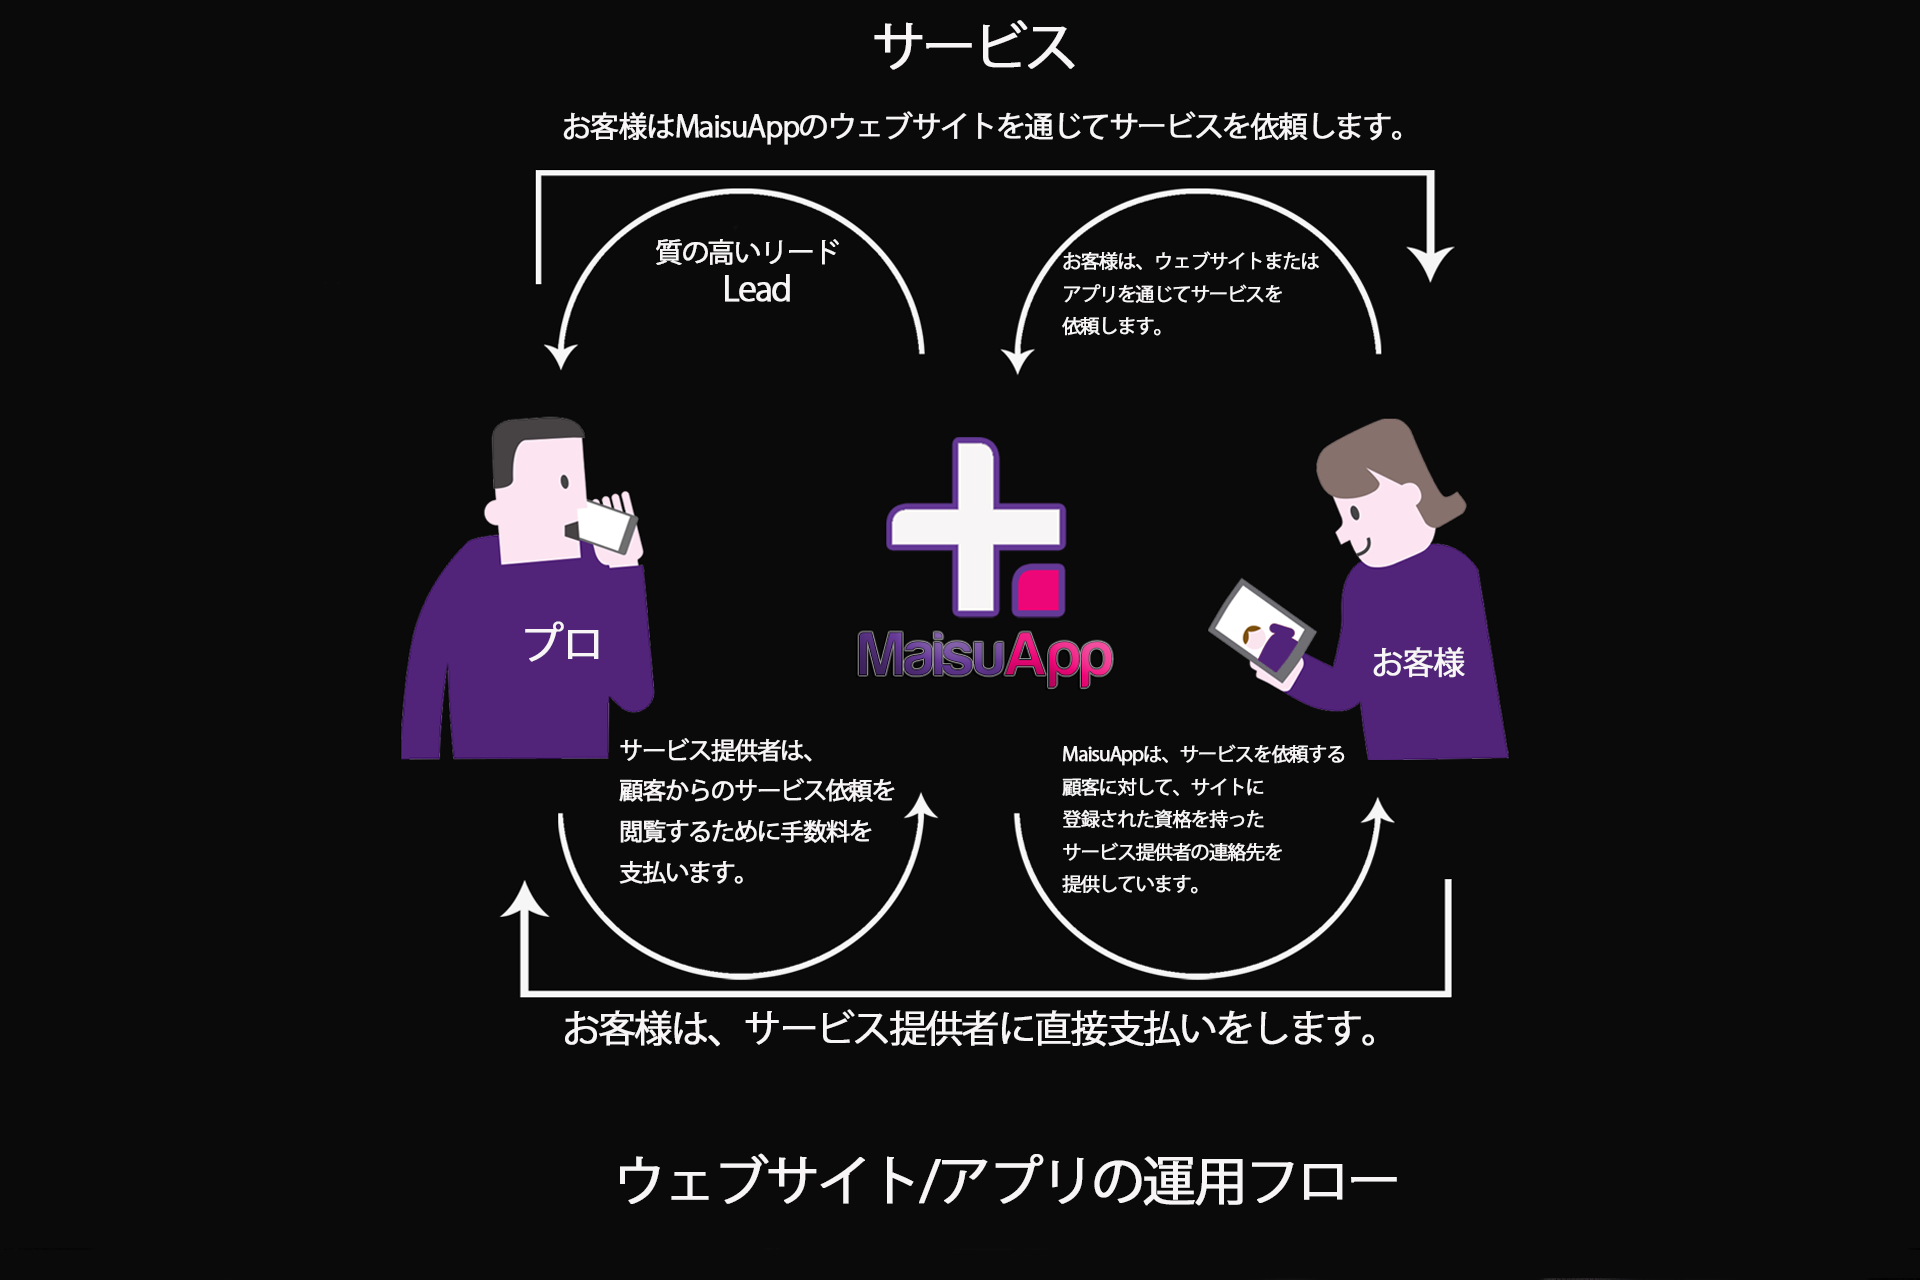 サービス
お客様はMaisuAppのウェブサイトを通じてサービスを依頼します。
質の高いリード
Lead
お客様は、ウェブサイトまたは
アプリを通じてサービスを
依頼します。
プロ
MaisuApp
お客様
サービス提供者は、
顧客からのサービス依頼を
閲覧するために手数料を
支払います。
MaisuAppは、サービスを依頼する
顧客に対して、サイトに
登録された資格を持った
サービス提供者の連絡先を
提供しています。
お客様は、サービス提供者に直接支払いをします。
ウェブサイト/アプリの運用フロー